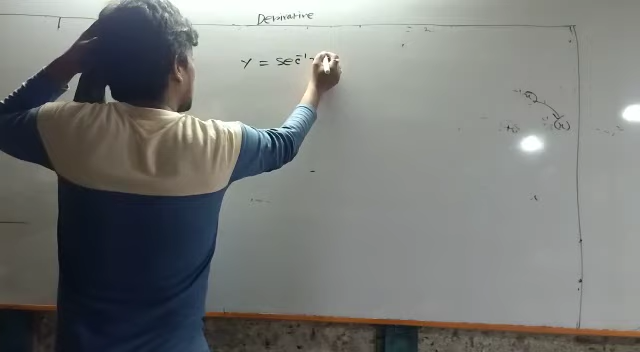 Derivative
y = sec⁻¹